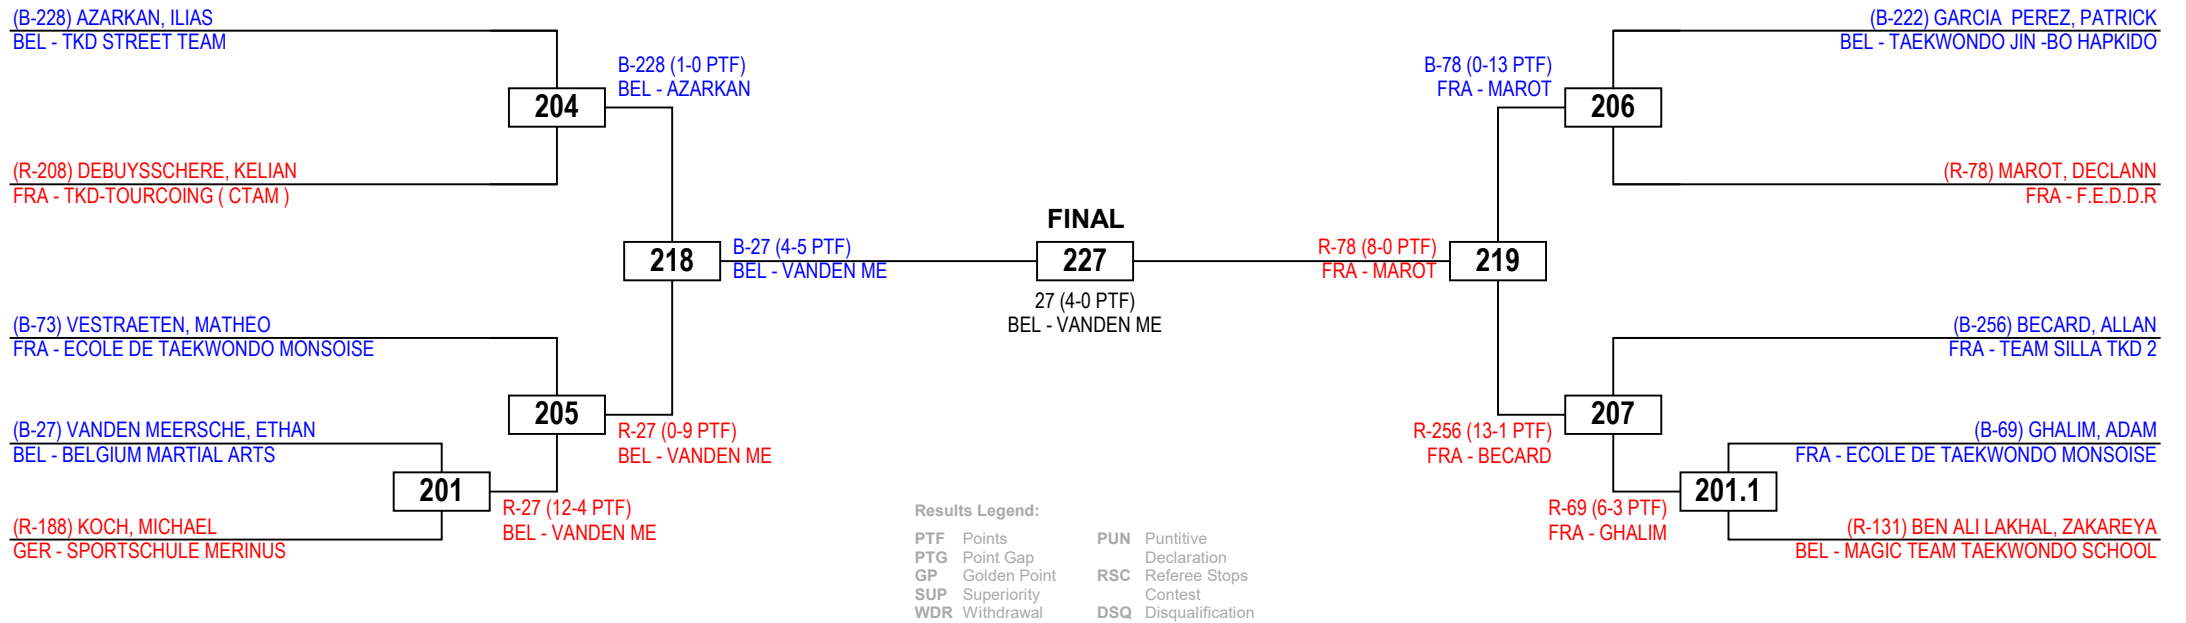 (B-228) AZARKAN, ILIAS
BEL - TKD STREET TEAM
B-228 (1-0 PTF)
BEL - AZARKAN
204
(R-208) DEBUYSSCHERE, KELIAN
FRA - TKD-TOURCOING ( CTAM )
218
B-27 (4-5 PTF)
BEL - VANDEN ME
(B-73) VESTRAETEN, MATHÉO
FRA - ECOLE DE TAEKWONDO MONSOISE
205
R-27 (0-9 PTF)
BEL - VANDEN ME
(B-27) VANDEN MEERSCHE, ETHAN
BEL - BELGIUM MARTIAL ARTS
201
R-27 (12-4 PTF)
BEL - VANDEN ME
(R-188) KOCH, MICHAEL
GER - SPORTSCHULE MERINUS
FINAL
227
27 (4-0 PTF)
BEL - VANDEN ME
(B-222) GARCIA  PEREZ, PATRICK
BEL - TAEKWONDO JIN -BO HAPKIDO
B-78 (0-13 PTF)
FRA - MAROT
206
(R-78) MAROT, DECLANN
FRA - F.E.D.D.R
R-78 (8-0 PTF)
FRA - MAROT
219
(B-256) BECARD, ALLAN
FRA - TEAM SILLA TKD 2
207
R-256 (13-1 PTF)
FRA - BECARD
(B-69) GHALIM, ADAM
FRA - ECOLE DE TAEKWONDO MONSOISE
201.1
R-69 (6-3 PTF)
FRA - GHALIM
(R-131) BEN ALI LAKHAL, ZAKAREYA
BEL - MAGIC TEAM TAEKWONDO SCHOOL
Results Legend:
PTF Points
PTG Point Gap
GP Golden Point
SUP Superiority
WDR Withdrawal
PUN Puntitive
Declaration
RSC Referee Stops
Contest
DSQ Disqualification